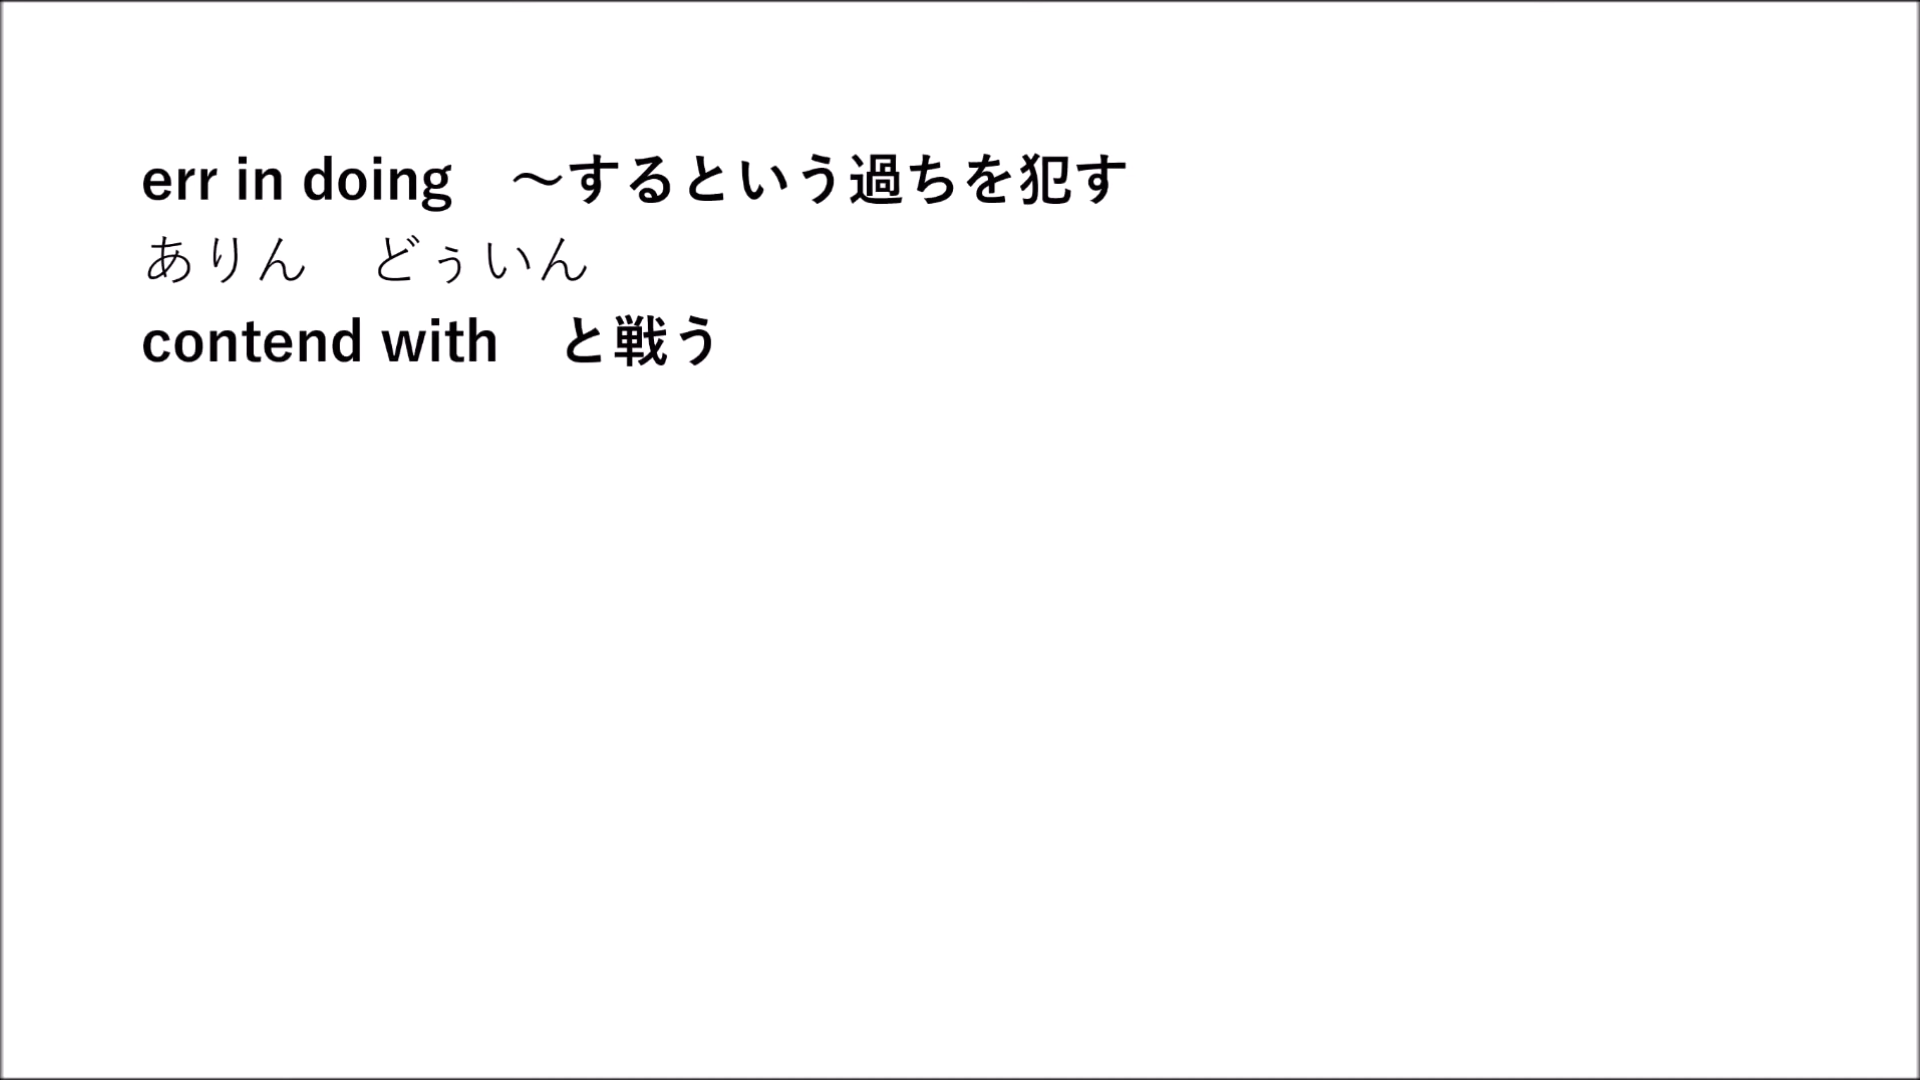 err in doing　～するという過ちを犯す
ありん　どぅいん
contend with　と戦う